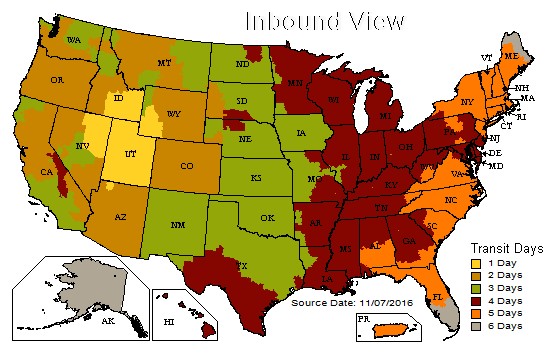 Inbound View
WA
MT
ND
MN
VT
ME
OR
ID
WY
SD
WI
MI
NY
NH
MA
RI
CT
NV
UT
NE
IA
IL
IN
OH
PA
NJ
DE
MD
CA
CO
KS
MO
KY
WV
VA
AZ
NM
OK
AR
TN
NC
SC
TX
LA
MS
AL
GA
FL
AK
HI
PR
Source Date: 11/07/2016
Transit Days
1 Day
2 Days
3 Days
4 Days
5 Days
6 Days